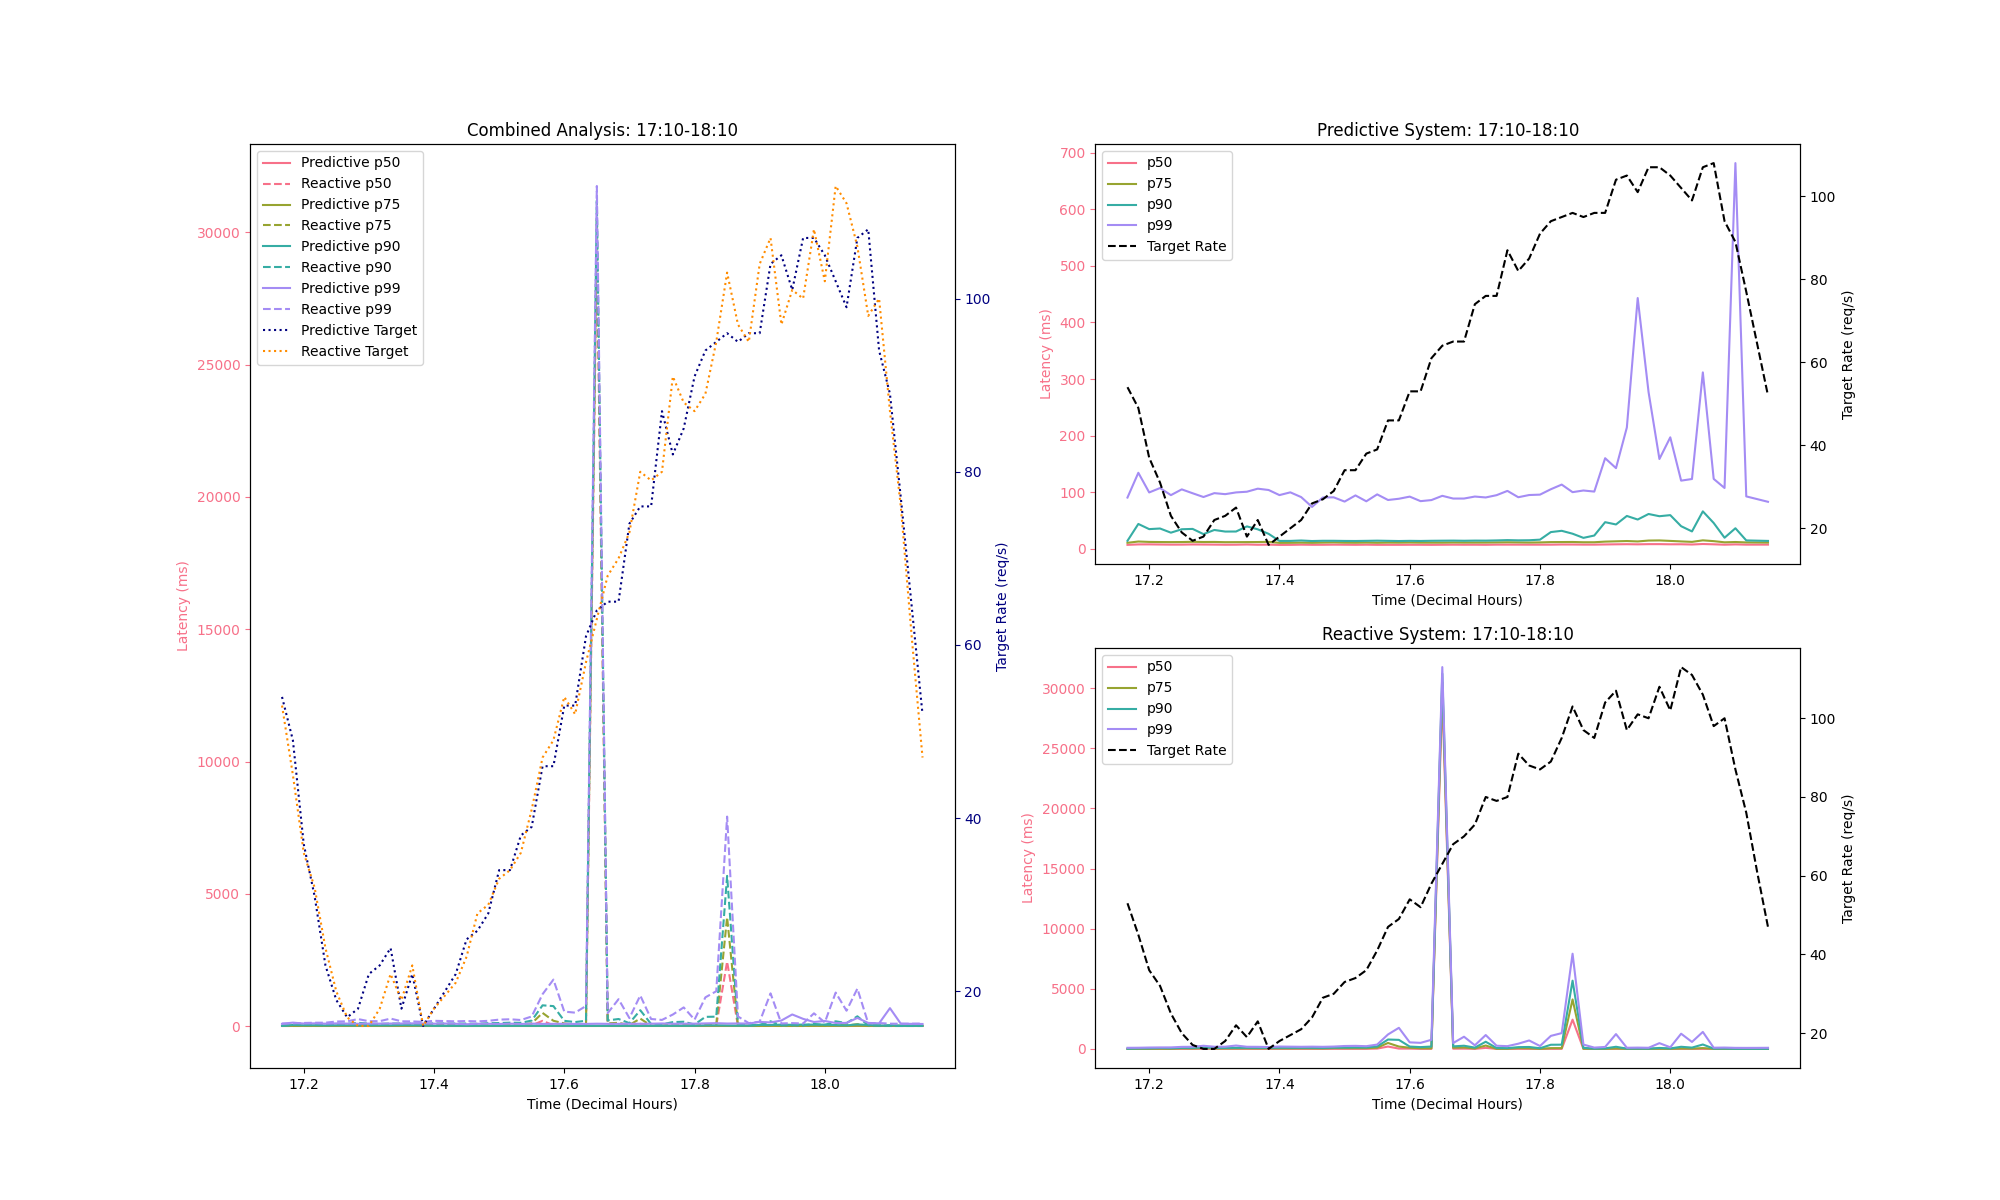 Combined Analysis: 17:10-18:10
Predictive p50
Reactive p50
Predictive p75
Reactive p75
Predictive p90
Reactive p90
Predictive p99
Reactive p99
Predictive Target
Reactive Target
30000
25000
20000
15000
10000
5000
0
Latency (ms)
100
80
60
40
20
Target Rate (req/s)
17.2 17.4 17.6 17.8 18.0
Time (Decimal Hours)
Predictive System: 17:10-18:10
p50
p75
p90
p99
Target Rate
700
600
500
400
300
200
100
0
Latency (ms)
100
80
60
40
20
Target Rate (req/s)
17.2 17.4 17.6 17.8 18.0
Time (Decimal Hours)
Reactive System: 17:10-18:10
p50
p75
p90
p99
Target Rate
30000
25000
20000
15000
10000
5000
0
Latency (ms)
100
80
60
40
20
Target Rate (req/s)
17.2 17.4 17.6 17.8 18.0
Time (Decimal Hours)